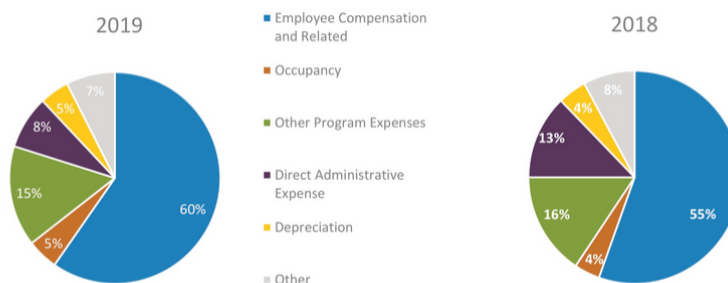 2019
7%
5%
8%
15%
5%
60%
Employee Compensation
and Related
Occupancy
Other Program Expenses
Direct Administrative
Expense
Depreciation
Other
2018
8%
4%
13%
16%
4%
55%